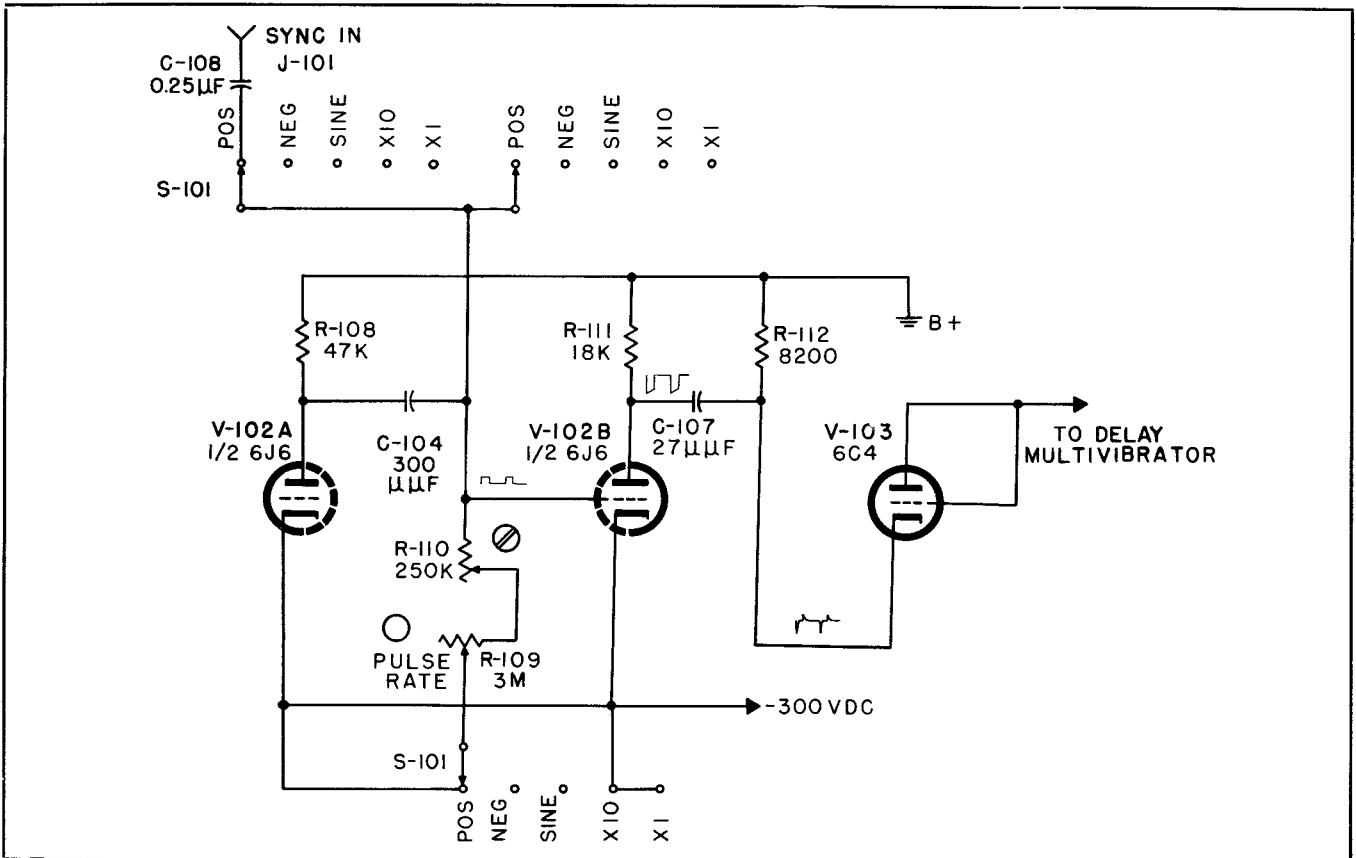 SYNC IN
J-101
C-108
0.25μF
POS
NEG
SINE
X10
X1
POS
NEG
SINE
X10
X1
S-101
R-108
47K
R-111
18K
R-112
8200
B+
V-102A
1/2 6J6
C-104
300
μμF
V-102B
1/2 6J6
C-107
27μμF
V-103
6C4
TO DELAY
MULTIVIBRATOR
R-110
250K
PULSE
RATE
R-109
3M
-300VDC
S-101
POS
NEG
SINE
X10
X1